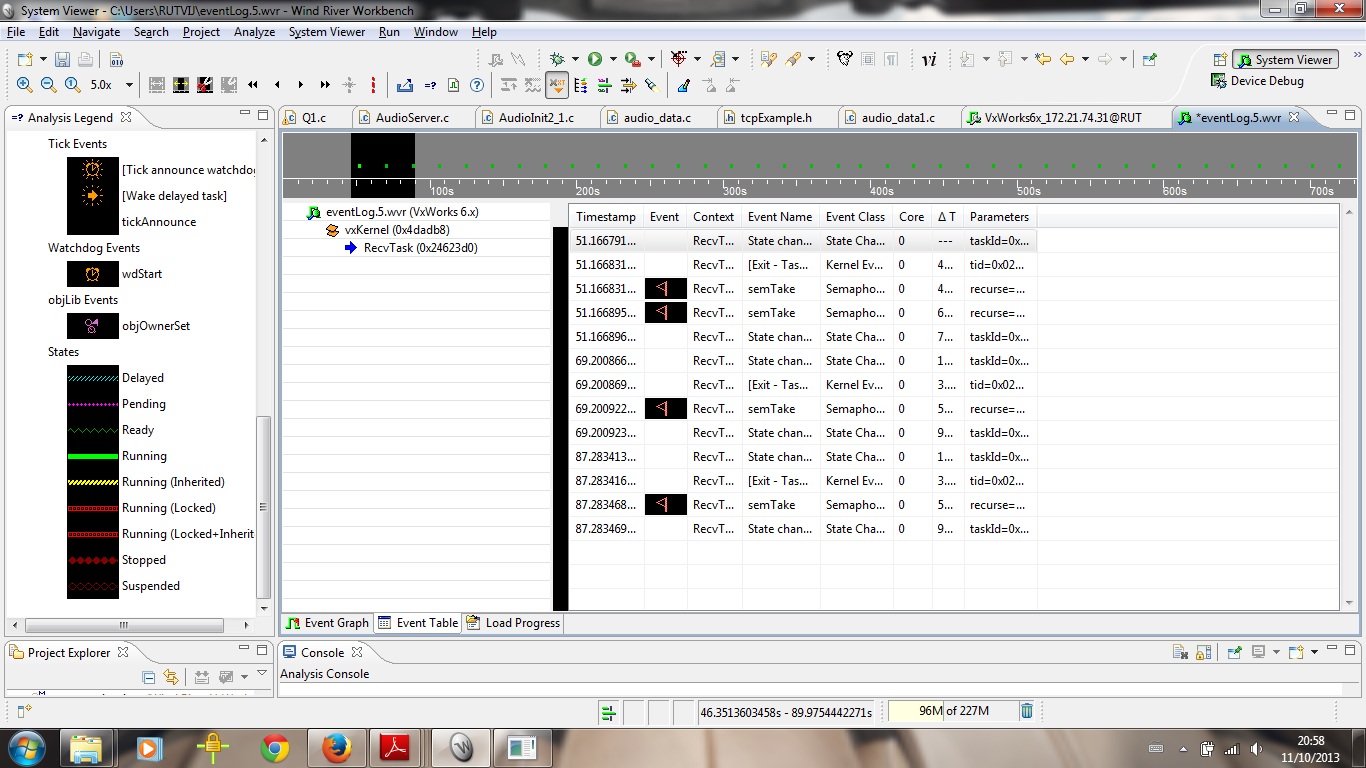 System Viewer - C:\Users\RUTVIJ\eventLog.5.wvr - Wind River Workbench
File Edit Navigate Search Project Analyze System Viewer Run Window Help
vi
System Viewer
5.0x
Device Debug
Analysis Legend
Q1.c AudioServer.c AudioInit2_1.c audio_data.c tcpExample.h audio_data1.c VxWorks6x_172.21.74.31@RUT *eventLog.5.wvr
Tick Events
[Tick announce watchdog
[Wake delayed task]
tickAnnounce
Watchdog Events
wdStart
objLib Events
objOwnerSet
States
Delayed
Pending
Ready
Running
Running (Inherited)
Running (Locked)
Running (Locked+Inherit
Stopped
Suspended
100s 200s 300s 400s 500s 600s 700s
eventLog.5.wvr (VxWorks 6.x)
vxKernel (0x4dadb8)
RecvTask (0x24623d0)
Timestamp Event Context Event Name Event Class Core Δ T Parameters
51.166791... RecvT... State chan... State Cha... 0 --- taskId=0x...
51.166831... RecvT... [Exit - Tas... Kernel Ev... 0 4... tid=0x02...
51.166831... RecvT... semTake Semapho... 0 4... recurse=...
51.166895... RecvT... semTake Semapho... 0 6... recurse=...
51.166896... RecvT... State chan... State Cha... 0 7... taskId=0x...
69.200866... RecvT... State chan... State Cha... 0 1... taskId=0x...
69.200869... RecvT... [Exit - Tas... Kernel Ev... 0 3.... tid=0x02...
69.200922... RecvT... semTake Semapho... 0 5... recurse=...
69.200923... RecvT... State chan... State Cha... 0 9... taskId=0x...
87.283413... RecvT... State chan... State Cha... 0 1... taskId=0x...
87.283416... RecvT... [Exit - Tas... Kernel Ev... 0 3.... tid=0x02...
87.283468... RecvT... semTake Semapho... 0 5... recurse=...
87.283469... RecvT... State chan... State Cha... 0 9... taskId=0x...
Event Graph Event Table Load Progress
Project Explorer
Console
Analysis Console
46.3513603458s - 89.9754442271s
96M of 227M
20:58
11/10/2013